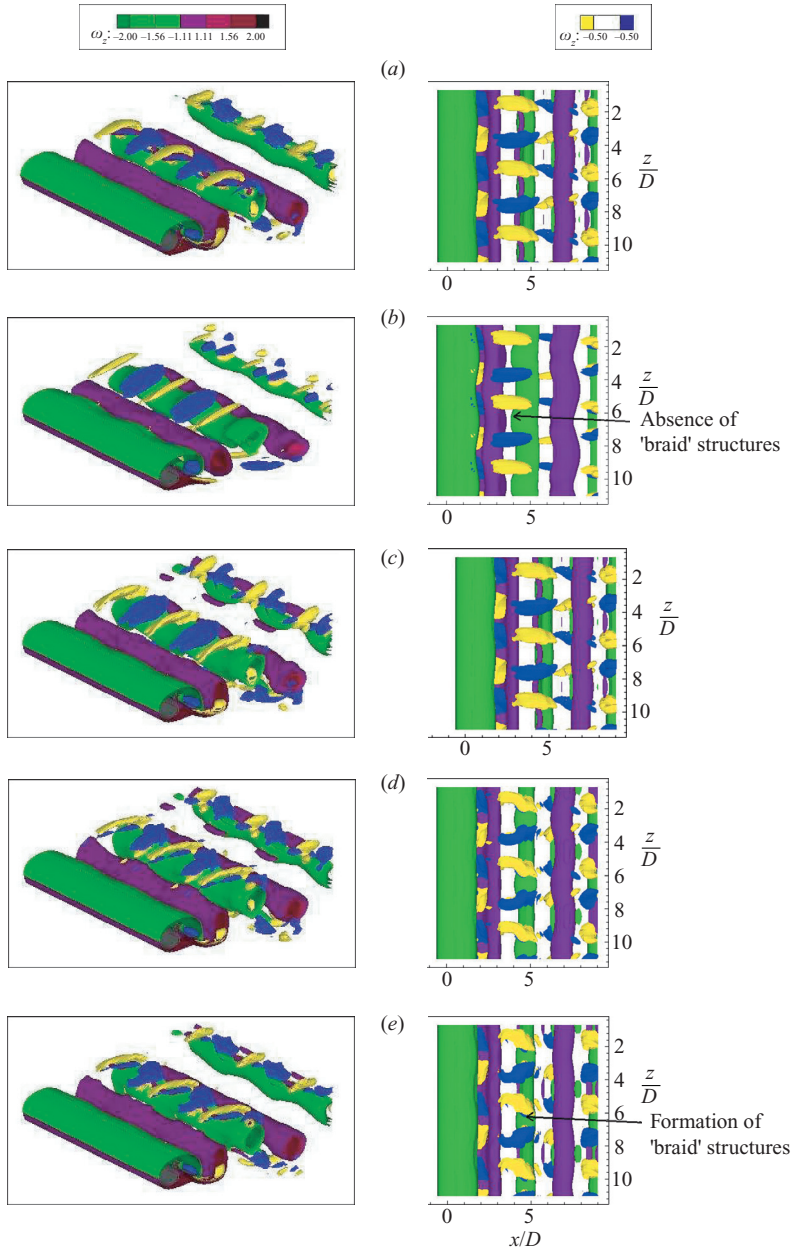 ω_z: −2.00 −1.56 −1.11 1.11 1.56 2.00
ω_z: −0.50 −0.50
(a)
2
4
6
8
10
z/D
0 5
(b)
2
4
6
8
10
z/D
Absence of
'braid' structures
0 5
(c)
2
4
6
8
10
z/D
0 5
(d)
2
4
6
8
10
z/D
0 5
(e)
2
4
6
8
10
z/D
Formation of
'braid' structures
0 5
x/D